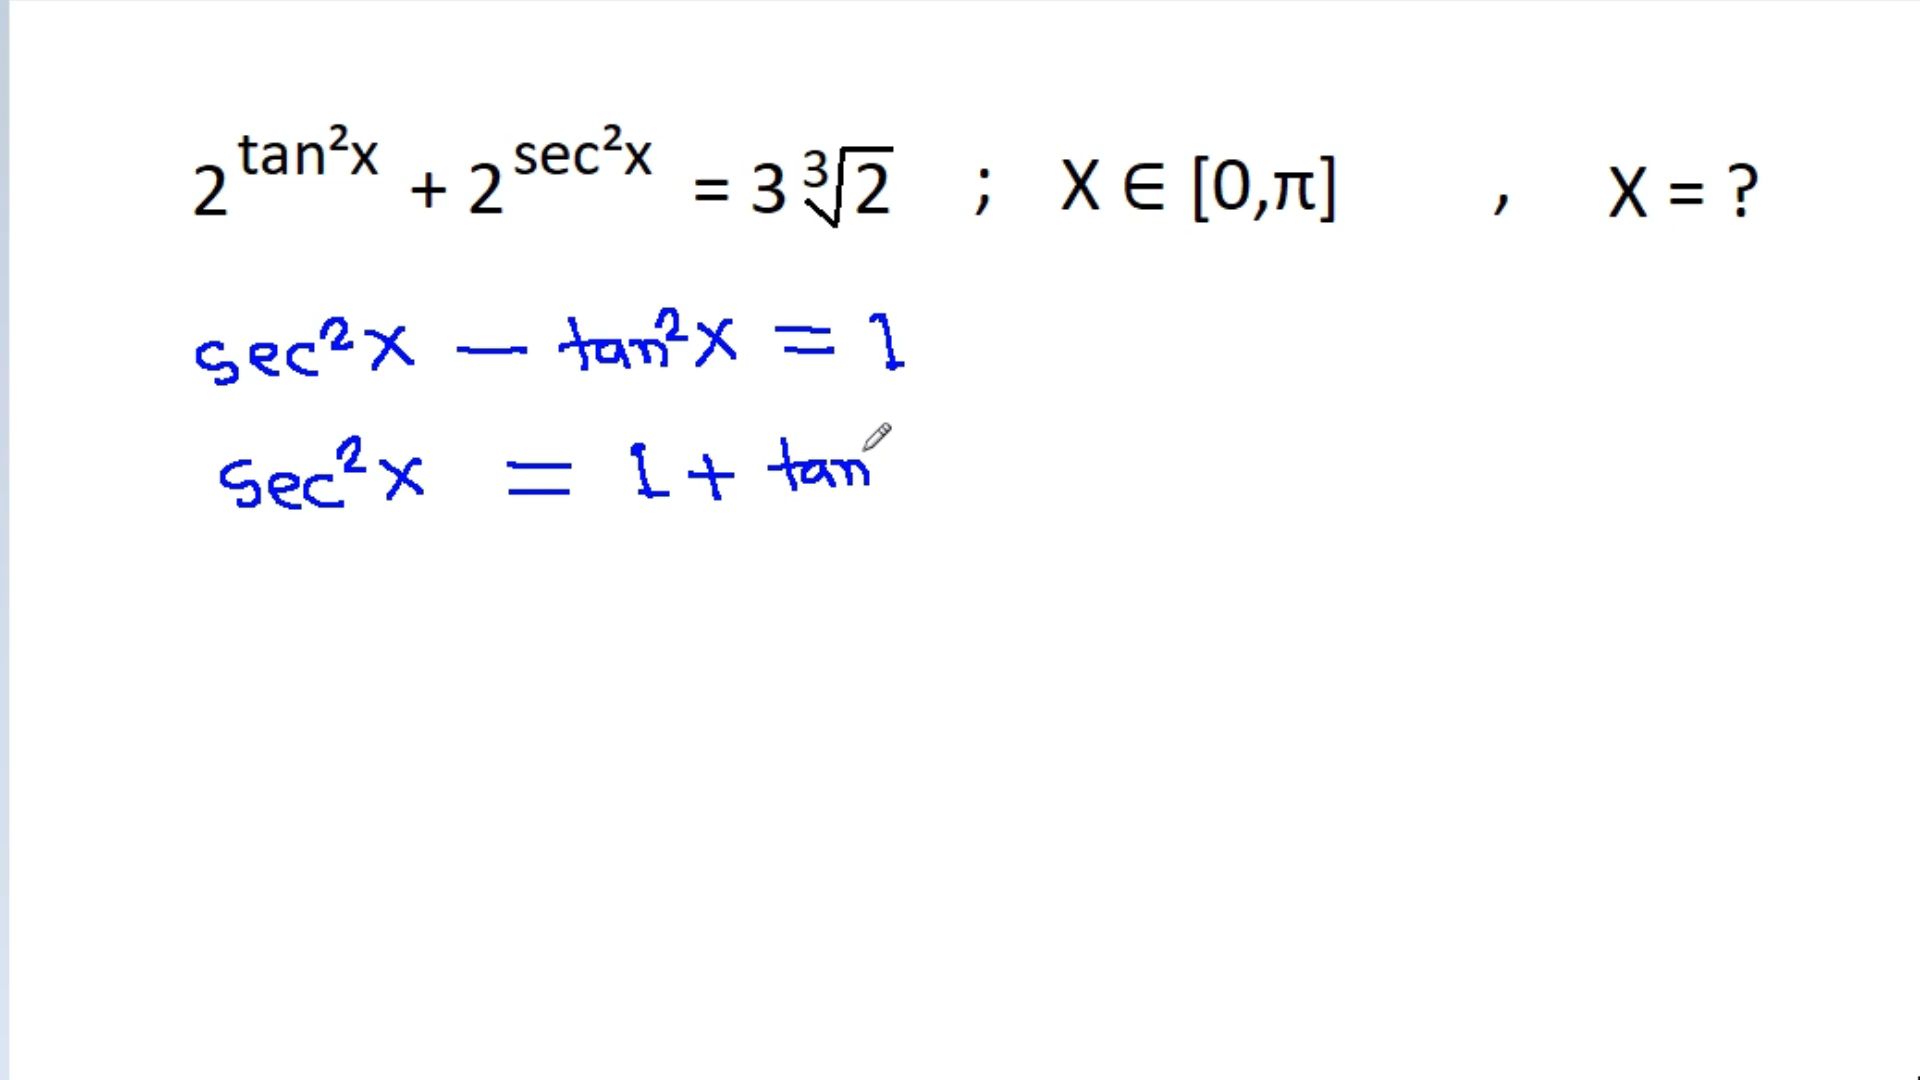 2^tan²x + 2^sec²x = 3∛2 ; X ∈ [0,π] , X = ?
sec²x − tan²x = 1
sec²x = 1 + tan